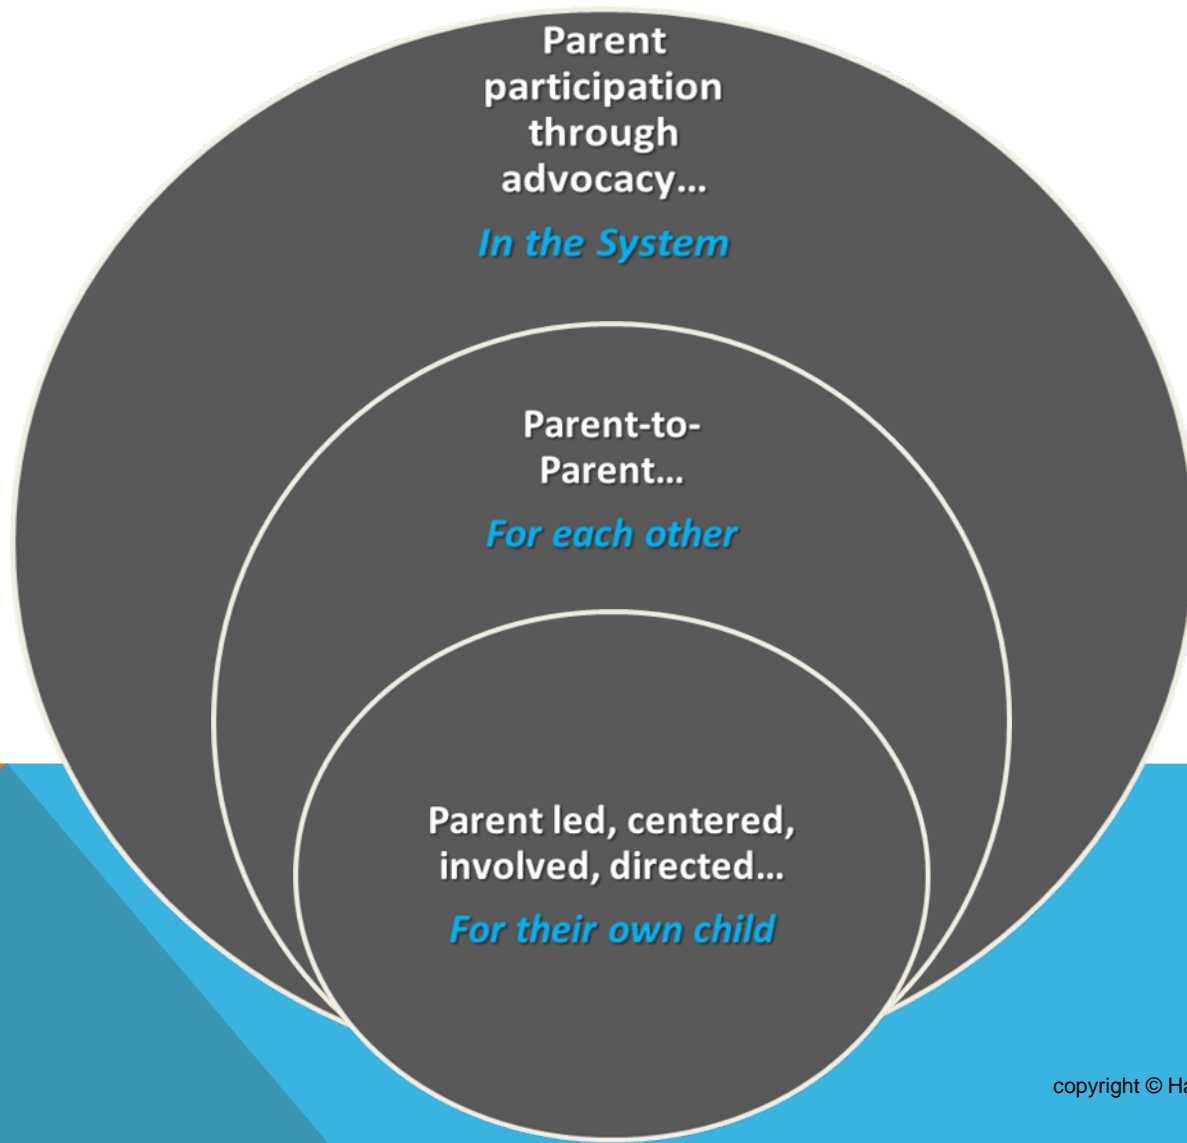 Parent
participation
through
advocacy…
In the System
Parent-to-
Parent…
For each other
Parent led, centered,
involved, directed…
For their own child
copyright ©